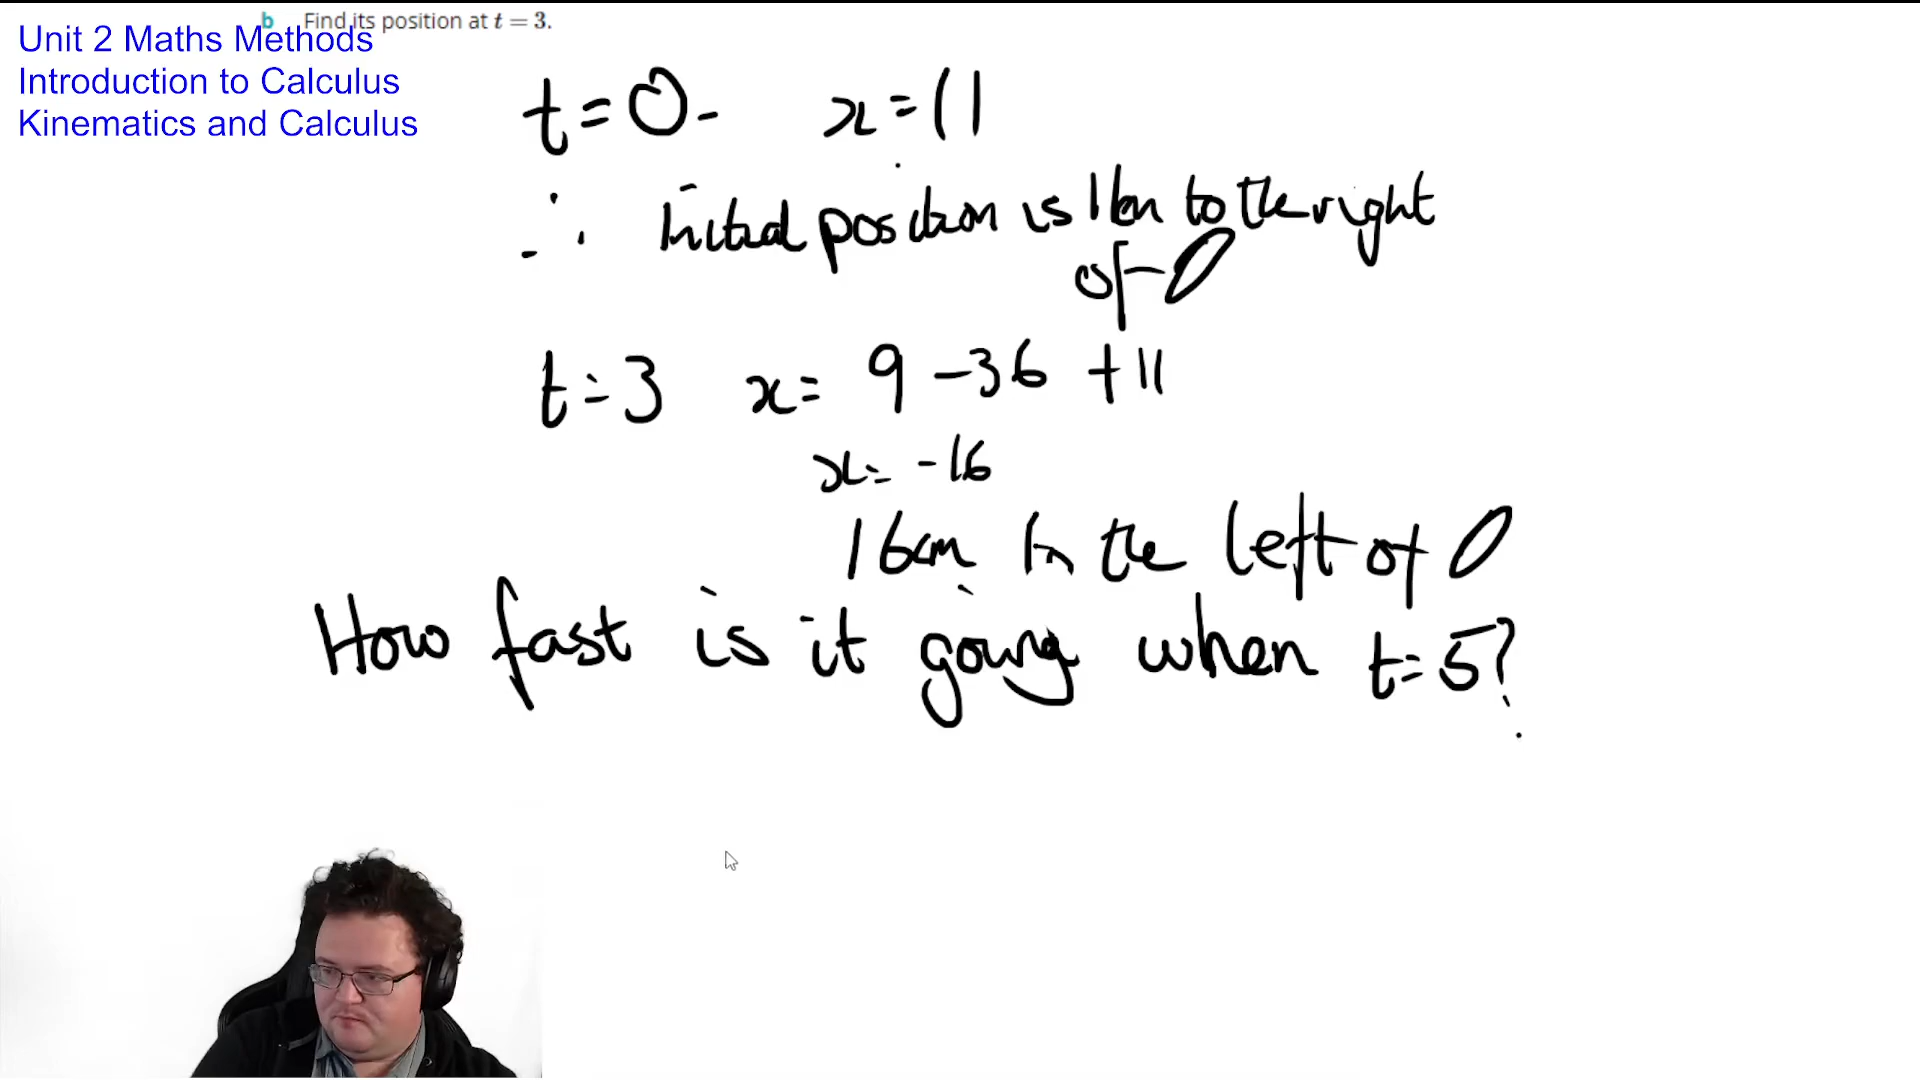 b Find its position at t = 3.
Unit 2 Maths Methods
Introduction to Calculus
Kinematics and Calculus
t=0 x=11
∴ Initial position is 11cm to the right
of O
t=3 x= 9 -36 +11
x= -16
16cm to the left of O
How fast is it going when t=5?